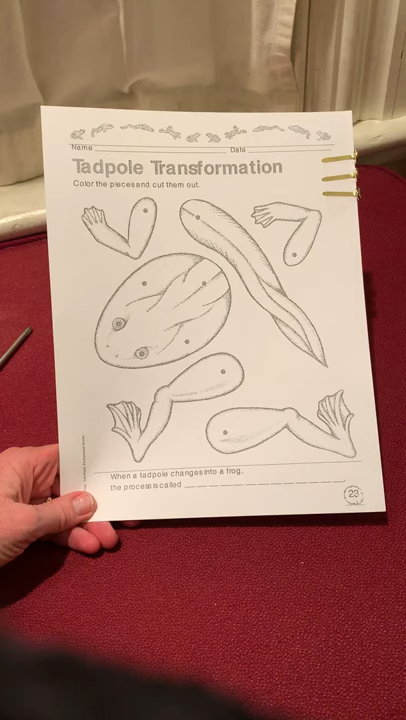 Name Date
Tadpole Transformation
Color the pieces and cut them out.
When a tadpole changes into a frog,
the process is called
23